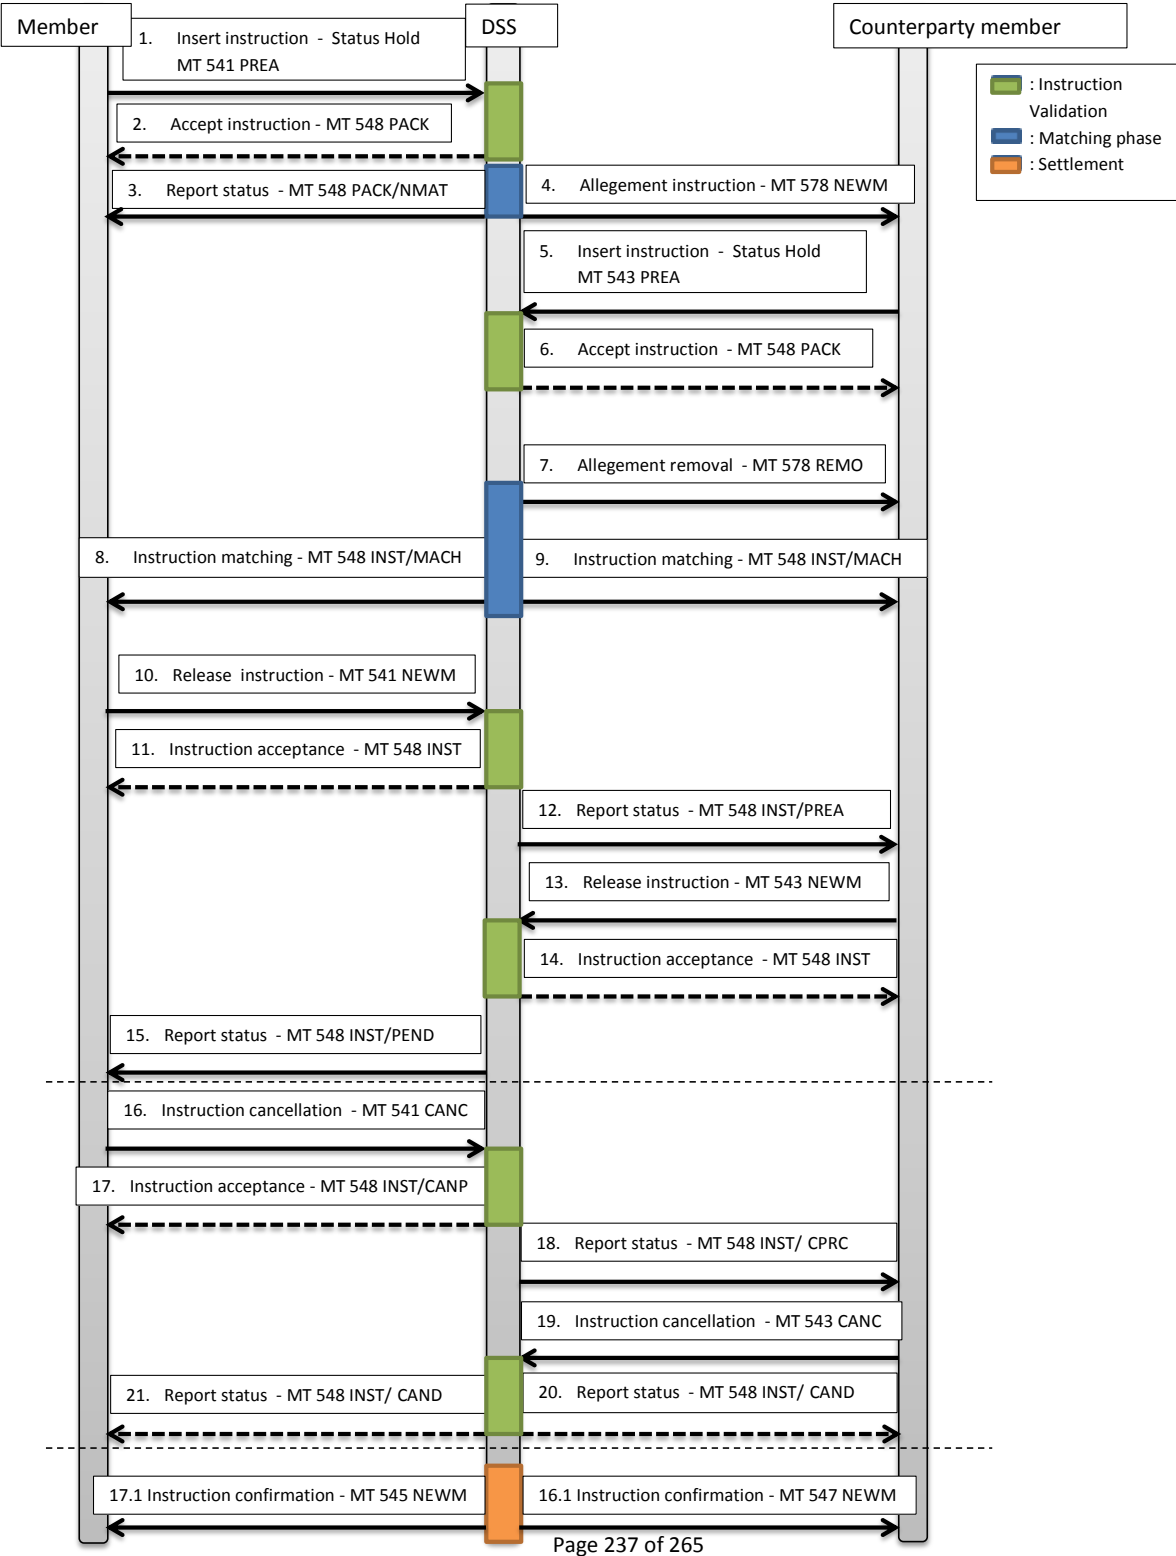 Member
DSS
Counterparty member
1. Insert instruction - Status Hold
MT 541 PREA
: Instruction
Validation
: Matching phase
: Settlement
2. Accept instruction - MT 548 PACK
3. Report status - MT 548 PACK/NMAT
4. Allegement instruction - MT 578 NEWM
5. Insert instruction - Status Hold
MT 543 PREA
6. Accept instruction - MT 548 PACK
7. Allegement removal - MT 578 REMO
8. Instruction matching - MT 548 INST/MACH
9. Instruction matching - MT 548 INST/MACH
10. Release instruction - MT 541 NEWM
11. Instruction acceptance - MT 548 INST
12. Report status - MT 548 INST/PREA
13. Release instruction - MT 543 NEWM
14. Instruction acceptance - MT 548 INST
15. Report status - MT 548 INST/PEND
16. Instruction cancellation - MT 541 CANC
17. Instruction acceptance - MT 548 INST/CANP
18. Report status - MT 548 INST/ CPRC
19. Instruction cancellation - MT 543 CANC
21. Report status - MT 548 INST/ CAND
20. Report status - MT 548 INST/ CAND
17.1 Instruction confirmation - MT 545 NEWM
16.1 Instruction confirmation - MT 547 NEWM
Page 237 of 265